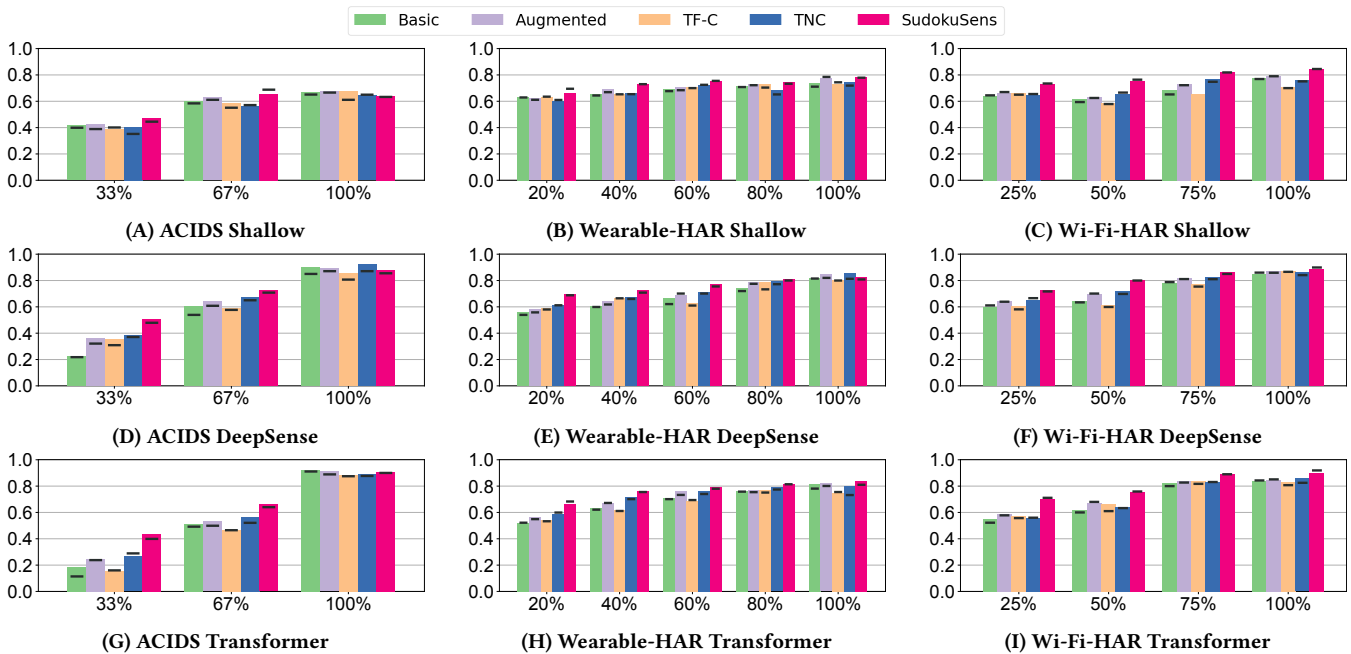 Basic Augmented TF-C TNC SudokuSens
1.0 1.0 1.0
0.8 0.8 0.8
0.6 0.6 0.6
0.4 0.4 0.4
0.2 0.2 0.2
0.0 0.0 0.0
33% 67% 100% 20% 40% 60% 80% 100% 25% 50% 75% 100%
(A) ACIDS Shallow (B) Wearable-HAR Shallow (C) Wi-Fi-HAR Shallow
1.0 1.0 1.0
0.8 0.8 0.8
0.6 0.6 0.6
0.4 0.4 0.4
0.2 0.2 0.2
0.0 0.0 0.0
33% 67% 100% 20% 40% 60% 80% 100% 25% 50% 75% 100%
(D) ACIDS DeepSense (E) Wearable-HAR DeepSense (F) Wi-Fi-HAR DeepSense
1.0 1.0 1.0
0.8 0.8 0.8
0.6 0.6 0.6
0.4 0.4 0.4
0.2 0.2 0.2
0.0 0.0 0.0
33% 67% 100% 20% 40% 60% 80% 100% 25% 50% 75% 100%
(G) ACIDS Transformer (H) Wearable-HAR Transformer (I) Wi-Fi-HAR Transformer